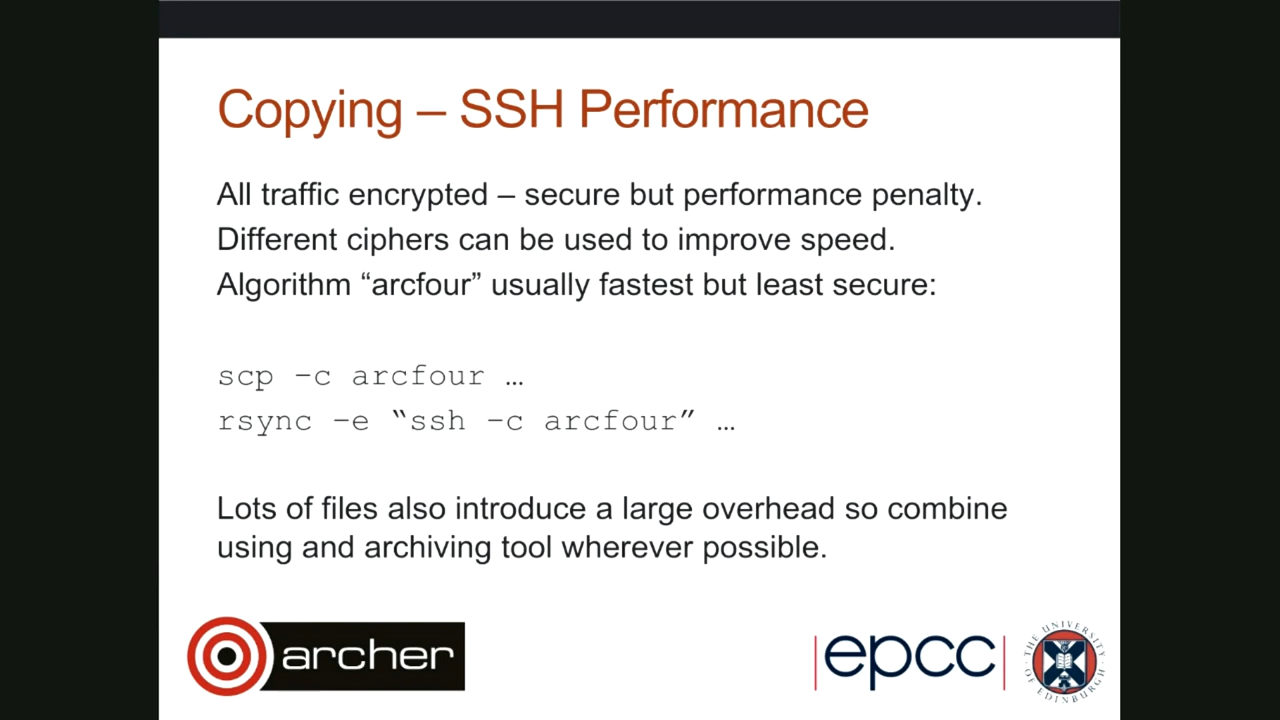 Copying – SSH Performance
All traffic encrypted – secure but performance penalty.
Different ciphers can be used to improve speed.
Algorithm “arcfour” usually fastest but least secure:
scp –c arcfour …
rsync –e “ssh –c arcfour” …
Lots of files also introduce a large overhead so combine
using and archiving tool wherever possible.
archer
epcc
THE UNIVERSITY
OF EDINBURGH